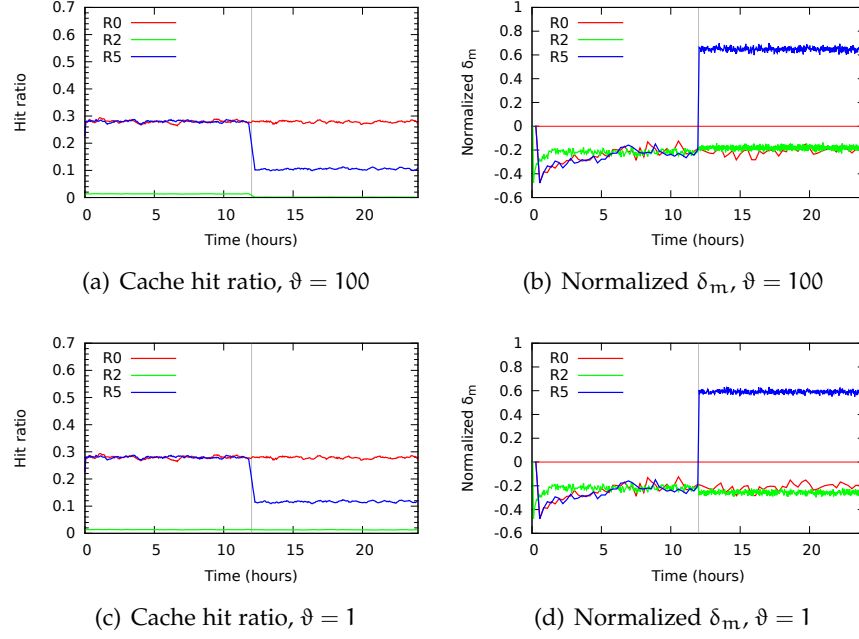 R0
R2
R5
Hit ratio
0.7
0.6
0.5
0.4
0.3
0.2
0.1
0
0 5 10 15 20
Time (hours)
(a) Cache hit ratio, ϑ = 100
R0
R2
R5
Normalized δm
1
0.8
0.6
0.4
0.2
0
-0.2
-0.4
-0.6
0 5 10 15 20
Time (hours)
(b) Normalized δm, ϑ = 100
R0
R2
R5
Hit ratio
0.7
0.6
0.5
0.4
0.3
0.2
0.1
0
0 5 10 15 20
Time (hours)
(c) Cache hit ratio, ϑ = 1
R0
R2
R5
Normalized δm
1
0.8
0.6
0.4
0.2
0
-0.2
-0.4
-0.6
0 5 10 15 20
Time (hours)
(d) Normalized δm, ϑ = 1